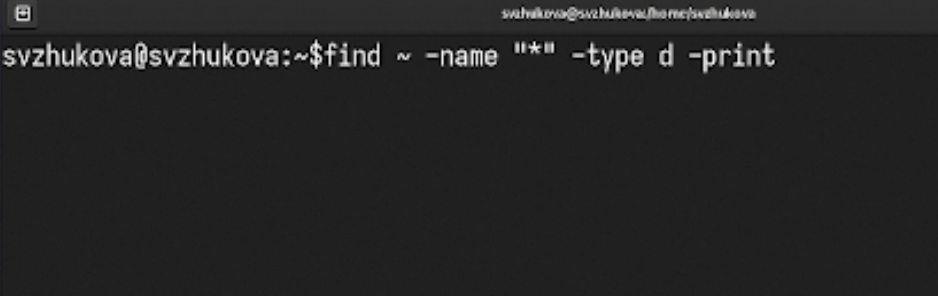 svzhukova@svzhukova:/home/svzhukova
svzhukova@svzhukova:~$find ~ -name "*" -type d -print